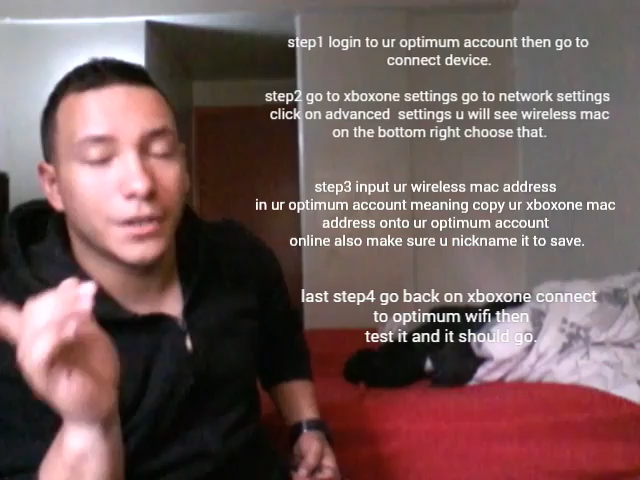 step1 login to ur optimum account then go to
connect device.
step2 go to xboxone settings go to network settings
click on advanced settings u will see wireless mac
on the bottom right choose that.
step3 input ur wireless mac address
in ur optimum account meaning copy ur xboxone mac
address onto ur optimum account
online also make sure u nickname it to save.
last step4 go back on xboxone connect
to optimum wifi then
test it and it should go.